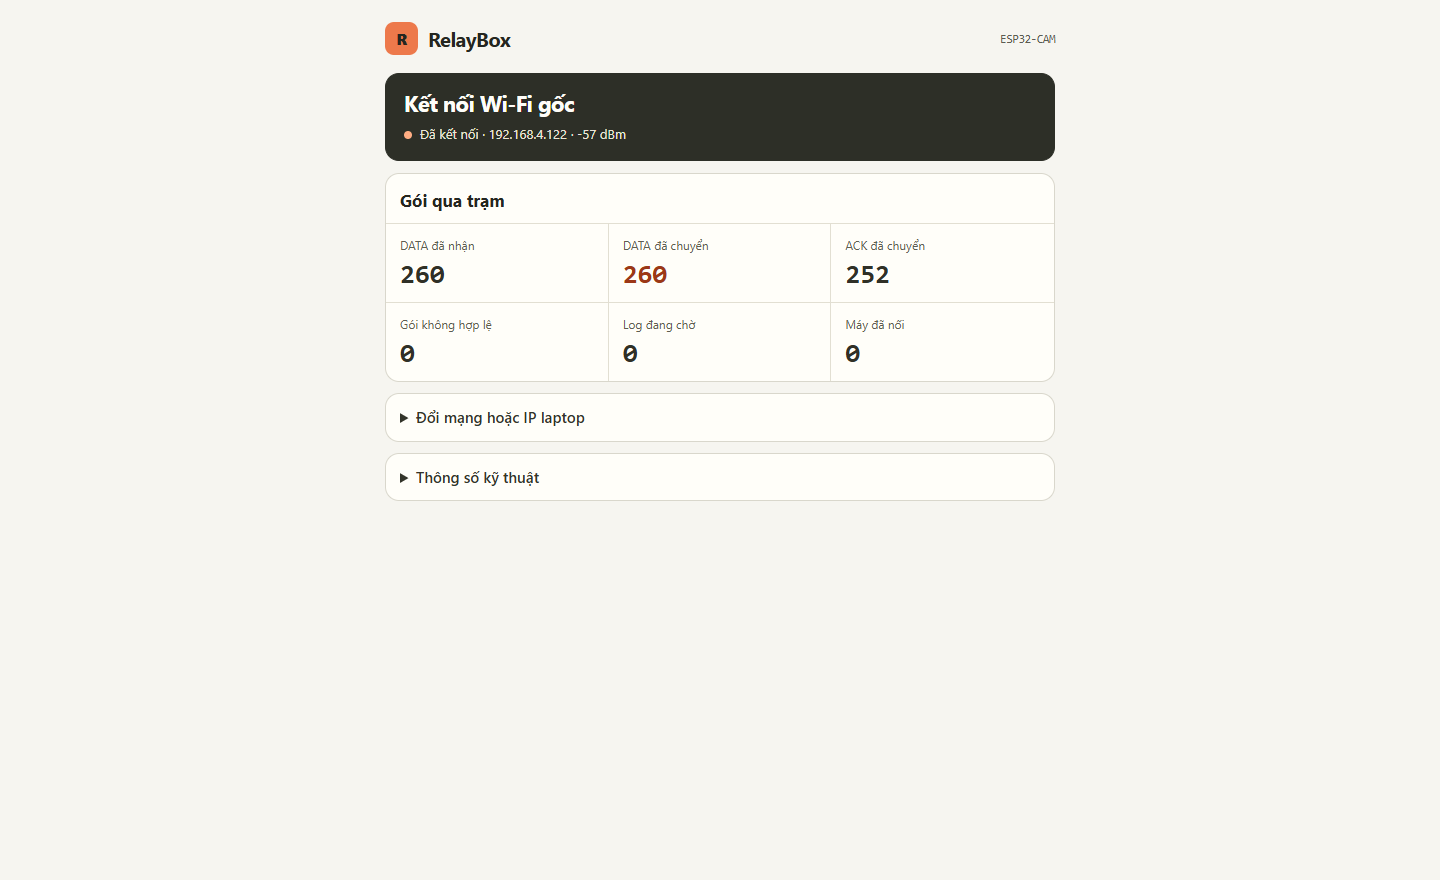 R RelayBox ESP32-CAM
Kết nối Wi-Fi gốc
Đã kết nối · 192.168.4.122 · -57 dBm
Gói qua trạm
DATA đã nhận DATA đã chuyển ACK đã chuyển
260 260 252
Gói không hợp lệ Log đang chờ Máy đã nối
0 0 0
Đổi mạng hoặc IP laptop
Thông số kỹ thuật